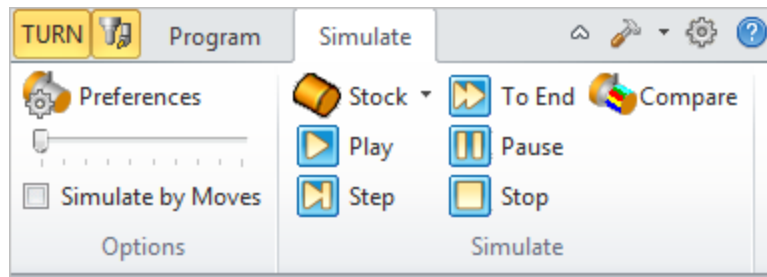 TURN Program Simulate
Preferences
Simulate by Moves
Options
Stock To End Compare
Play Pause
Step Stop
Simulate